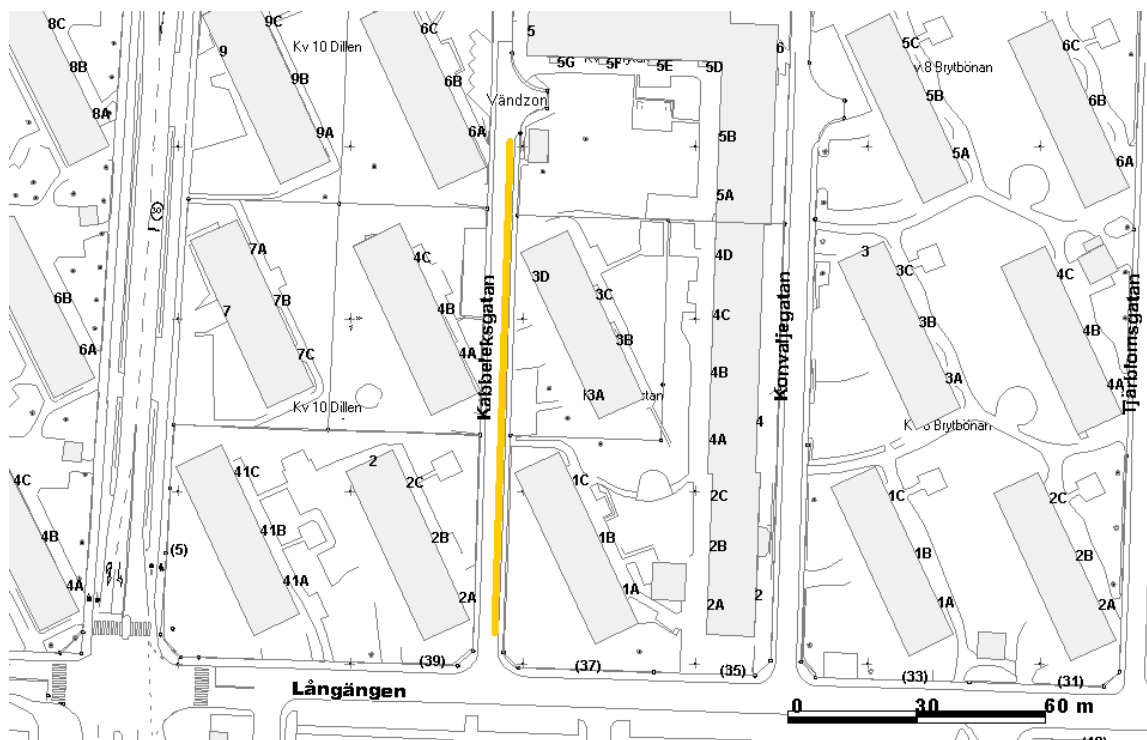 8C
9C
6C
5
6
5C
6C
9
Kv 10 Dillen
8B
9B
6B
5G
5F
5E
5D
v 8 Brytbönan
5B
6B
Vändzon
8A
9A
6A
5B
5A
6A
5A
(5)
7A
4C
3D
4D
3
3C
4C
6B
7B
7
4B
3C
4C
3B
4B
6A
7C
4A
3B
4B
3A
4A
Kabbeleksgatan
Konvaljegatan
Tjärblomsgatan
Kv 10 Dillen
3A
4
4A
Brytbönan
4C
41C
2
2C
1C
2C
1C
2C
4B
41B
2B
1B
2B
1B
2B
4A
41A
2A
1A
2A
2
1A
2A
(39)
(37)
(35)
(33)
(31)
Långängen
0
30
60 m